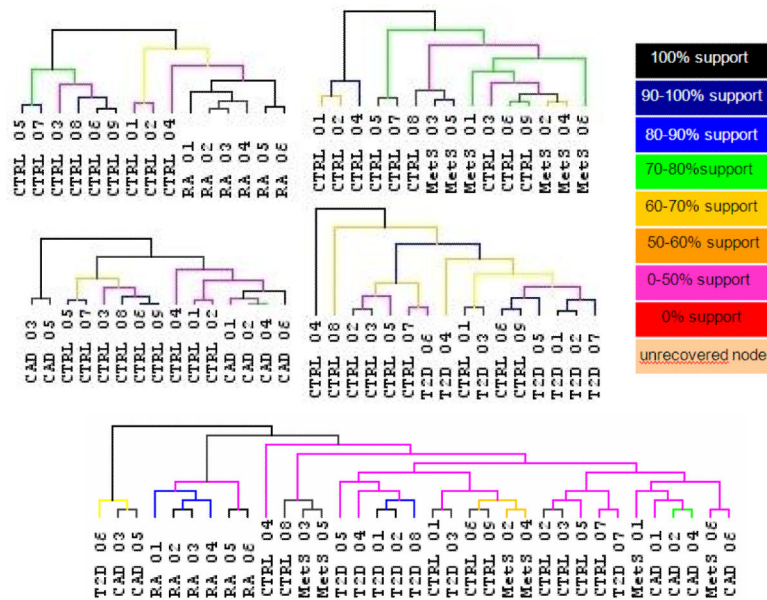 CTRL 05
CTRL 07
CTRL 03
CTRL 08
CTRL 06
CTRL 09
CTRL 01
CTRL 02
CTRL 04
RA 01
RA 02
RA 03
RA 04
RA 05
RA 06
CTRL 01
CTRL 02
CTRL 04
CTRL 05
CTRL 07
CTRL 08
MetS 03
MetS 05
MetS 01
CTRL 03
CTRL 06
CTRL 09
MetS 02
MetS 04
MetS 06
100% support
90-100% support
80-90% support
70-80%support
60-70% support
50-60% support
0-50% support
0% support
unrecovered node
CAD 03
CAD 05
CTRL 05
CTRL 07
CTRL 03
CTRL 08
CTRL 06
CTRL 09
CTRL 04
CTRL 01
CTRL 02
CAD 01
CAD 02
CAD 04
CAD 06
CTRL 04
CTRL 08
CTRL 02
CTRL 03
CTRL 05
CTRL 07
T2D 06
T2D 04
CTRL 01
T2D 03
CTRL 06
CTRL 09
T2D 05
T2D 01
T2D 02
T2D 07
T2D 06
CAD 03
CAD 05
RA 01
RA 02
RA 03
RA 04
RA 05
RA 06
CTRL 04
CTRL 08
MetS 03
MetS 05
T2D 05
T2D 04
T2D 01
T2D 02
T2D 08
CTRL 01
T2D 03
CTRL 06
CTRL 09
MetS 02
MetS 04
CTRL 02
CTRL 03
CTRL 05
CTRL 07
T2D 07
MetS 01
CAD 01
CAD 02
CAD 04
MetS 06
CAD 06